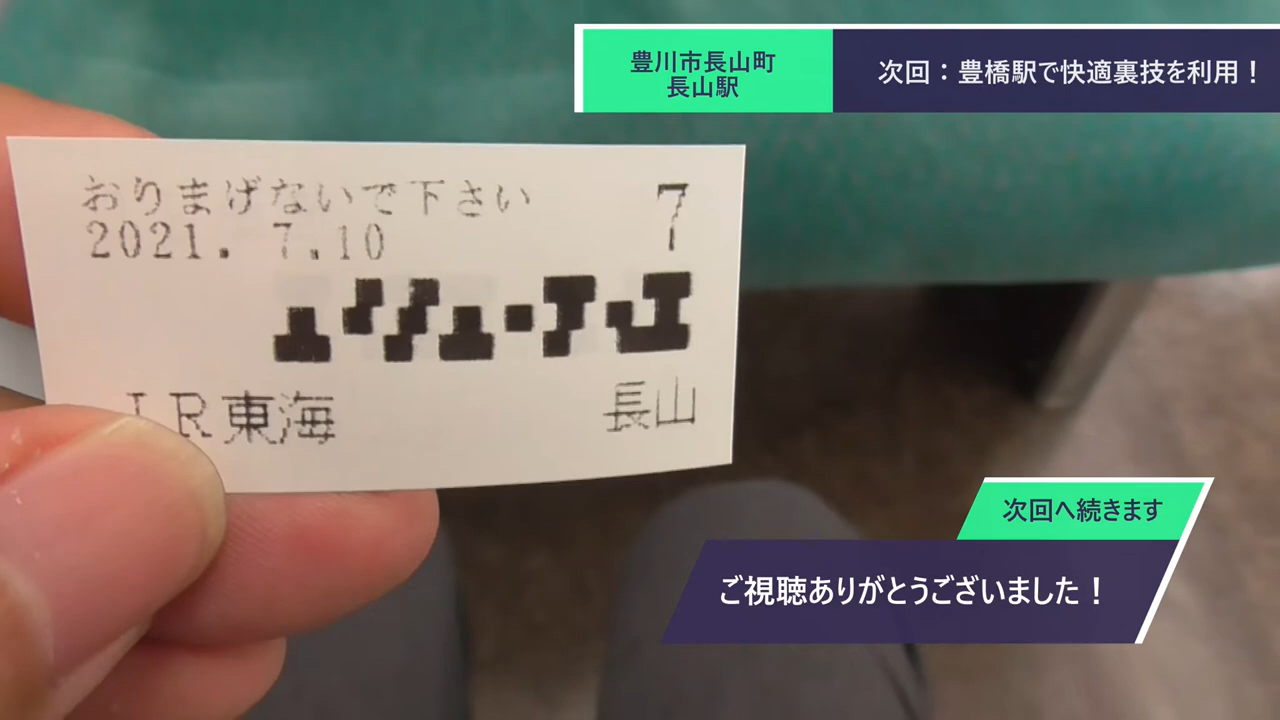 豊川市長山町
長山駅
次回：豊橋駅で快適裏技を利用！
おりまげないで下さい
7
2021. 7.10
JR東海
長山
次回へ続きます
ご視聴ありがとうございました！